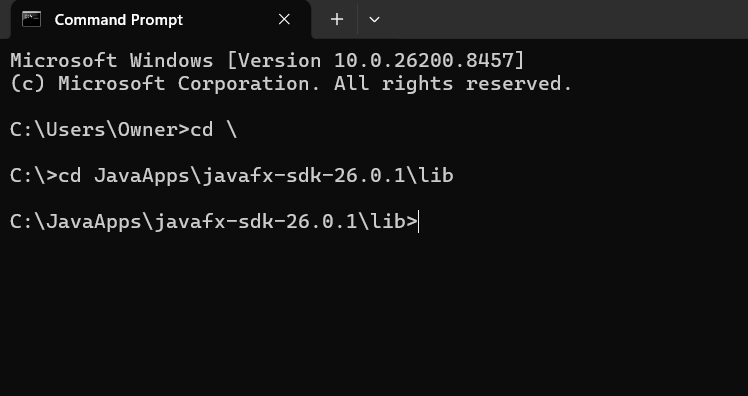 Command Prompt
Microsoft Windows [Version 10.0.26200.8457]
(c) Microsoft Corporation. All rights reserved.
C:\Users\Owner>cd \
C:\>cd JavaApps\javafx-sdk-26.0.1\lib
C:\JavaApps\javafx-sdk-26.0.1\lib>